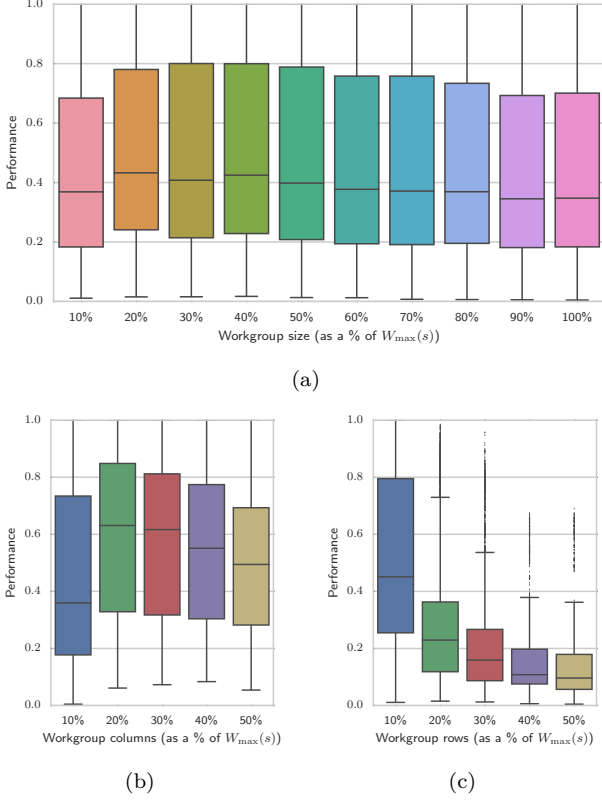 1.0
0.8
0.6
0.4
0.2
0.0
Performance
10% 20% 30% 40% 50% 60% 70% 80% 90% 100%
Workgroup size (as a % of W_max(s))
(a)
1.0
0.8
0.6
0.4
0.2
0.0
Performance
10% 20% 30% 40% 50%
Workgroup columns (as a % of W_max(s))
(b)
1.0
0.8
0.6
0.4
0.2
0.0
Performance
10% 20% 30% 40% 50%
Workgroup rows (as a % of W_max(s))
(c)